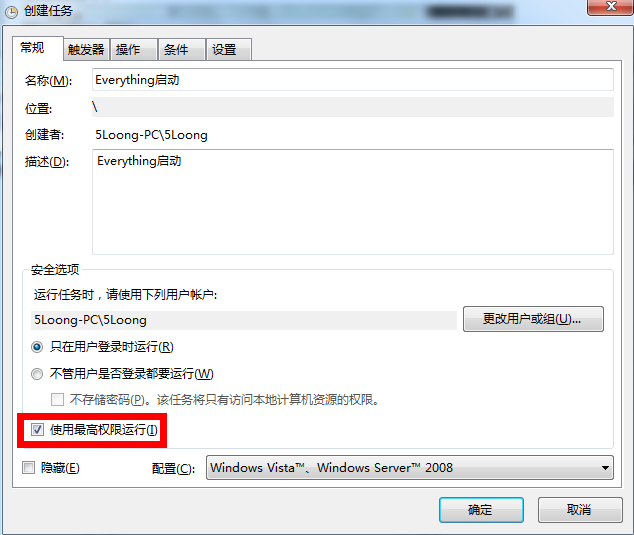 创建任务
常规 触发器 操作 条件 设置
名称(M): Everything启动
位置: \
创建者: 5Loong-PC\5Loong
描述(D): Everything启动
安全选项
运行任务时，请使用下列用户帐户:
5Loong-PC\5Loong 更改用户或组(U)...
只在用户登录时运行(R)
不管用户是否登录都要运行(W)
不存储密码(P)。该任务将只有访问本地计算机资源的权限。
使用最高权限运行(I)
隐藏(E) 配置(C): Windows Vista™、Windows Server™ 2008
确定 取消